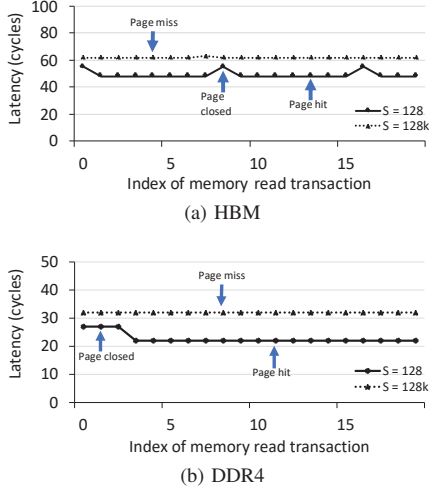 Latency (cycles)
100
80
60
40
20
0
Page miss
Page
closed
Page hit
S = 128
S = 128k
0 5 10 15
Index of memory read transaction
(a) HBM
Latency (cycles)
50
40
30
20
10
0
Page miss
Page closed
Page hit
S = 128
S = 128k
0 5 10 15
Index of memory read transaction
(b) DDR4